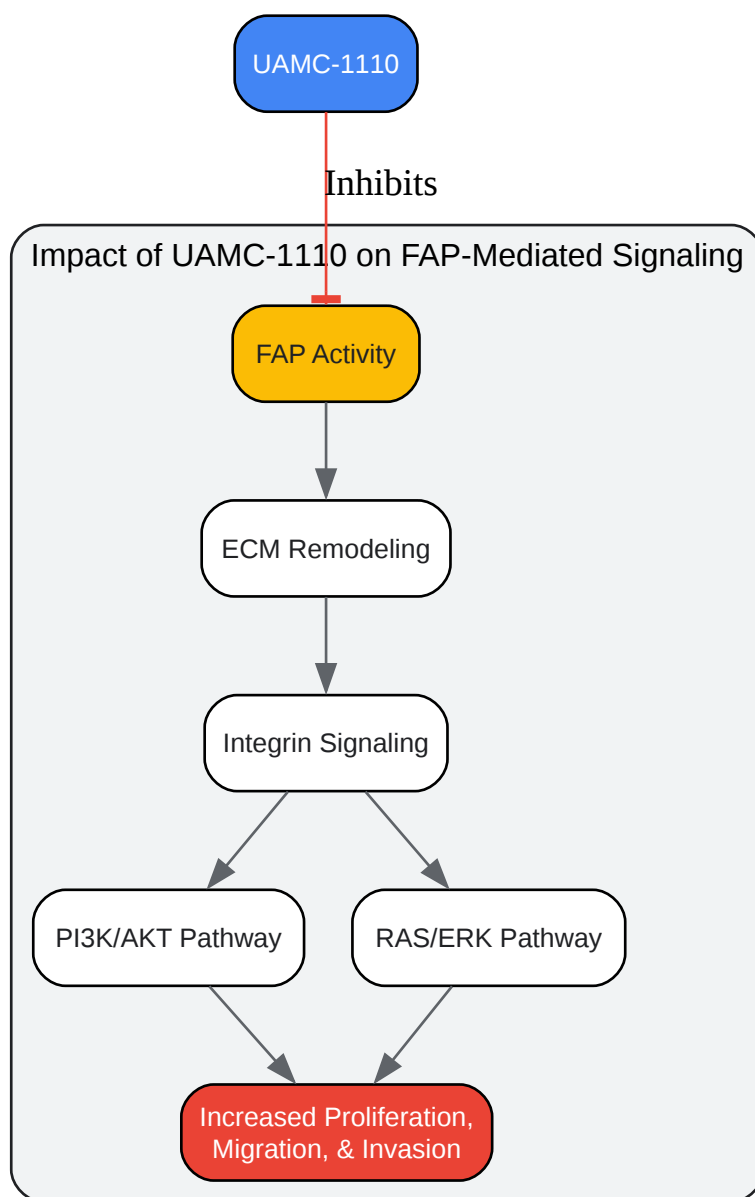 UAMC-1110
Inhibits
Impact of UAMC-1110 on FAP-Mediated Signaling
FAP Activity
ECM Remodeling
Integrin Signaling
PI3K/AKT Pathway
RAS/ERK Pathway
Increased Proliferation,
Migration, & Invasion